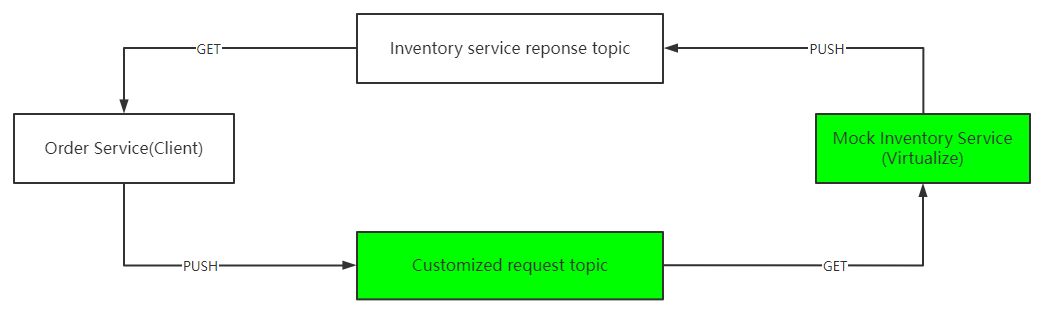 Inventory service reponse topic
GET
PUSH
Order Service(Client)
Mock Inventory Service
(Virtualize)
PUSH
Customized request topic
GET